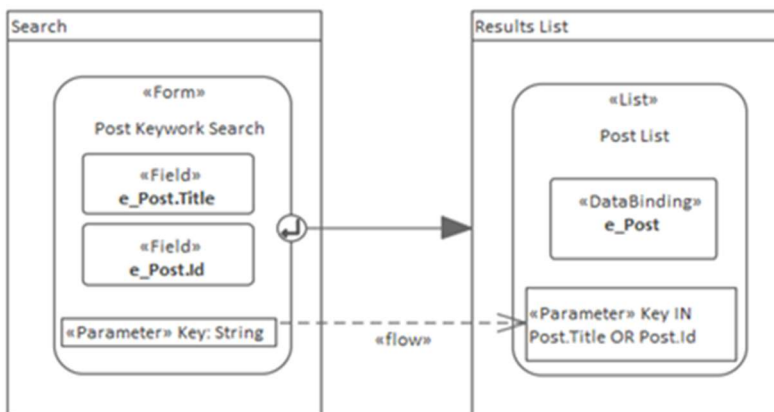 Search
«Form»
Post Keywork Search
«Field»
e_Post.Title
«Field»
e_Post.Id
«Parameter» Key: String
«flow»
Results List
«List»
Post List
«DataBinding»
e_Post
«Parameter» Key IN
Post.Title OR Post.Id